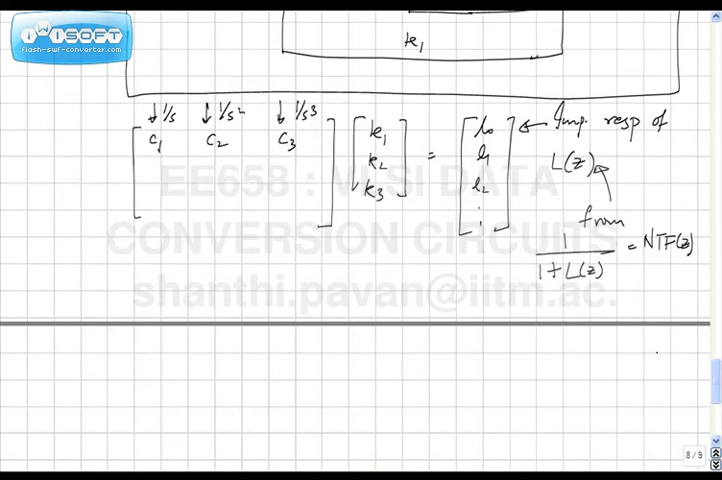 iWiSOFT
flash-swf-converter.com
k1
↓ 1/s ↓ 1/s² ↓ 1/s³
[ c1 c2 c3 ] [ k1 k2 k3 ] = [ l0 l1 l2 : ] ← Imp. resp of
L(z)
from
1 / 1+L(z) = NTF(z)
EE658 : VLSI DATA
CONVERSION CIRCUITS
shanthi.pavan@iitm.ac.
8 / 9